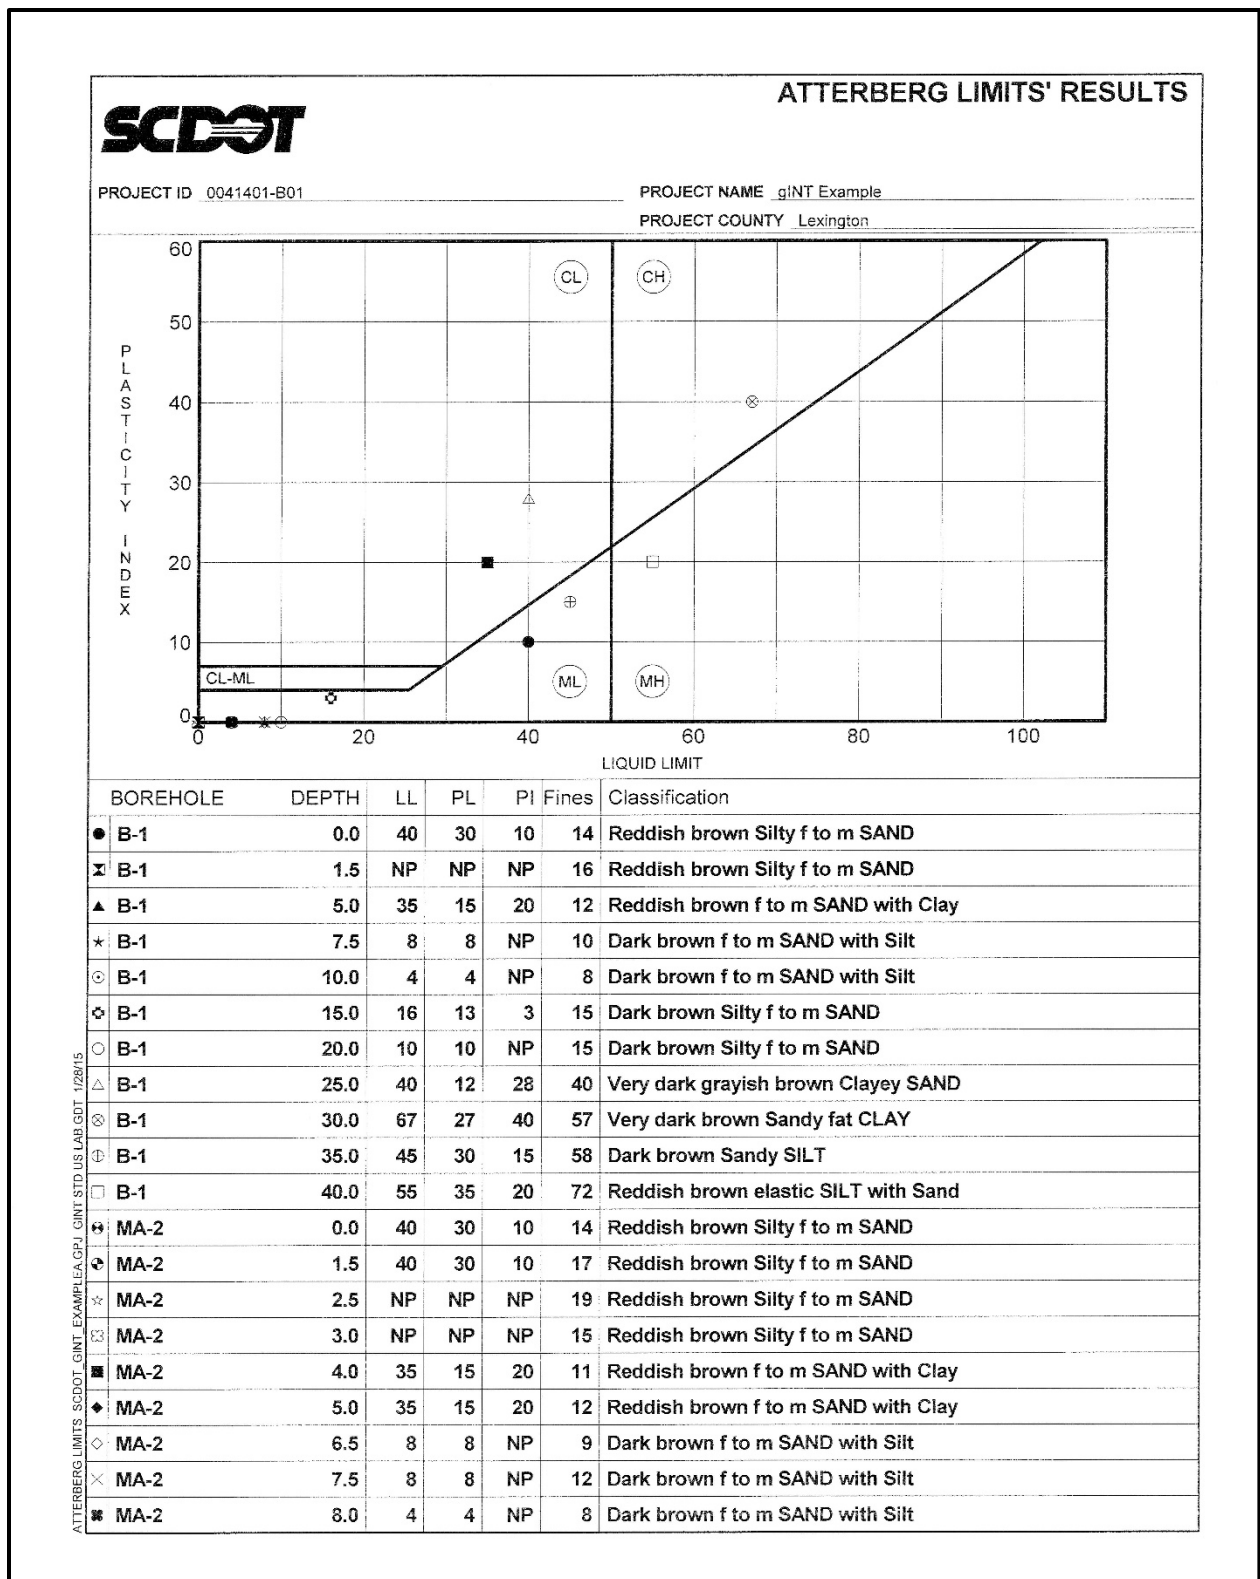 ATTERBERG LIMITS' RESULTS
SCDOT
PROJECT ID 0041401-B01
PROJECT NAME gINT Example
PROJECT COUNTY Lexington
60
50
40
30
20
10
0
PLASTICITY INDEX
CL
CH
CL-ML
ML
MH
0 20 40 60 80 100
LIQUID LIMIT
BOREHOLE DEPTH LL PL PI Fines Classification
B-1 0.0 40 30 10 14 Reddish brown Silty f to m SAND
B-1 1.5 NP NP NP 16 Reddish brown Silty f to m SAND
B-1 5.0 35 15 20 12 Reddish brown f to m SAND with Clay
B-1 7.5 8 8 NP 10 Dark brown f to m SAND with Silt
B-1 10.0 4 4 NP 8 Dark brown f to m SAND with Silt
B-1 15.0 16 13 3 15 Dark brown Silty f to m SAND
B-1 20.0 10 10 NP 15 Dark brown Silty f to m SAND
B-1 25.0 40 12 28 40 Very dark grayish brown Clayey SAND
B-1 30.0 67 27 40 57 Very dark brown Sandy fat CLAY
B-1 35.0 45 30 15 58 Dark brown Sandy SILT
B-1 40.0 55 35 20 72 Reddish brown elastic SILT with Sand
MA-2 0.0 40 30 10 14 Reddish brown Silty f to m SAND
MA-2 1.5 40 30 10 17 Reddish brown Silty f to m SAND
MA-2 2.5 NP NP NP 19 Reddish brown Silty f to m SAND
MA-2 3.0 NP NP NP 15 Reddish brown Silty f to m SAND
MA-2 4.0 35 15 20 11 Reddish brown f to m SAND with Clay
MA-2 5.0 35 15 20 12 Reddish brown f to m SAND with Clay
MA-2 6.5 8 8 NP 9 Dark brown f to m SAND with Silt
MA-2 7.5 8 8 NP 12 Dark brown f to m SAND with Silt
MA-2 8.0 4 4 NP 8 Dark brown f to m SAND with Silt
ATTERBERG LIMITS SCDOT_GINT_EXAMPLEA.GPJ GINT STD US LAB.GDT 1/28/15